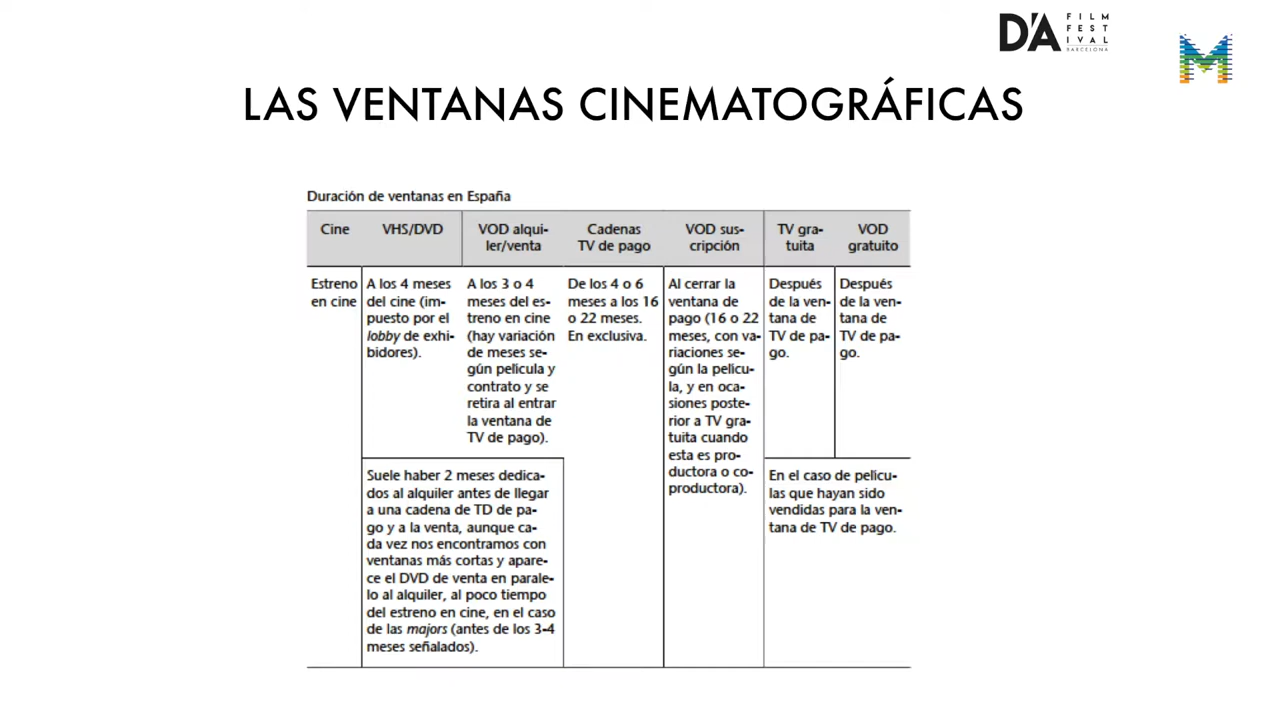 D'A FILM FESTIVAL BARCELONA
M
LAS VENTANAS CINEMATOGRÁFICAS
Duración de ventanas en España
Cine
VHS/DVD
VOD alqui-
ler/venta
Cadenas
TV de pago
VOD sus-
cripción
TV gra-
tuita
VOD
gratuito
Estreno
en cine
A los 4 meses
del cine (im-
puesto por el
lobby de exhi-
bidores).
A los 3 o 4
meses del es-
treno en cine
(hay variación
de meses se-
gún película y
contrato y se
retira al entrar
la ventana de
TV de pago).
De los 4 o 6
meses a los 16
o 22 meses.
En exclusiva.
Al cerrar la
ventana de
pago (16 o 22
meses, con va-
riaciones se-
gún la pelícu-
la, y en oca-
siones poste-
rior a TV gra-
tuita cuando
esta es pro-
ductora o co-
productora).
Después
de la ven-
tana de
TV de pa-
go.
Después
de la ven-
tana de
TV de pa-
go.
Suele haber 2 meses dedica-
dos al alquiler antes de llegar
a una cadena de TD de pa-
go y a la venta, aunque ca-
da vez nos encontramos con
ventanas más cortas y apare-
ce el DVD de venta en parale-
lo al alquiler, al poco tiempo
del estreno en cine, en el caso
de las majors (antes de los 3-4
meses señalados).
En el caso de pelícu-
las que hayan sido
vendidas para la ven-
tana de TV de pago.